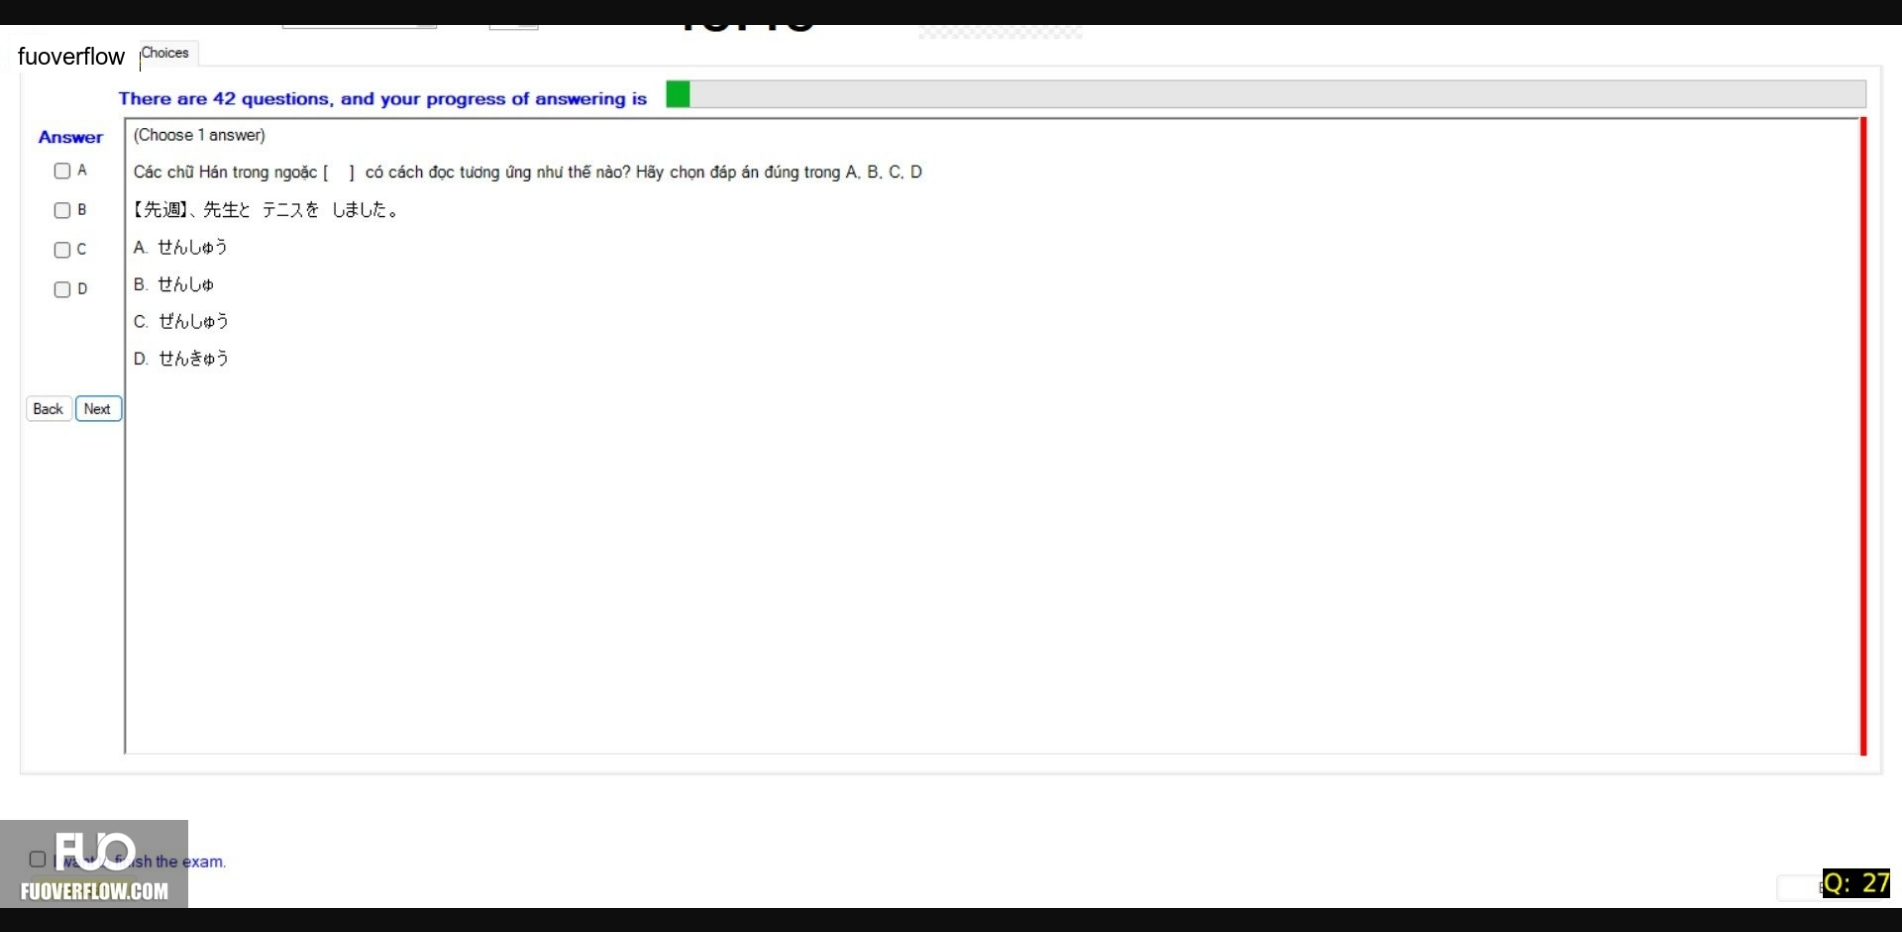 fuoverflow
Choices
There are 42 questions, and your progress of answering is
Answer
(Choose 1 answer)
A
Các chữ Hán trong ngoặc [ ] có cách đọc tương ứng như thế nào? Hãy chọn đáp án đúng trong A, B, C, D
B
【先週】、先生と テニスを しました。
C
A. せんしゅう
D
B. せんしゅ
C. ぜんしゅう
D. せんきゅう
Back Next
FUO
finish the exam.
FUOVERFLOW.COM
Q: 27